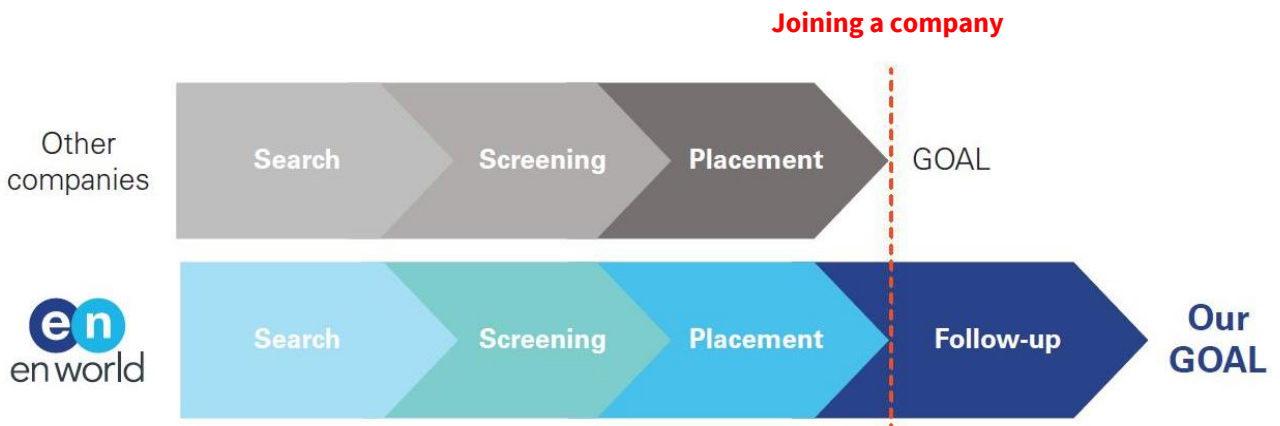 Joining a company
Other
companies
Search
Screening
Placement
GOAL
en
en world
Search
Screening
Placement
Follow-up
Our
GOAL